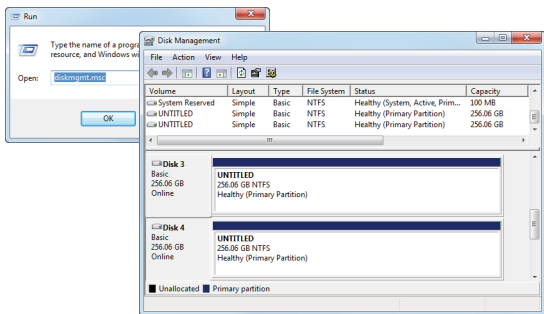 Run
Type the name of a progra
resource, and Windows wi
Open: diskmgmt.msc
OK
Disk Management
File Action View Help
Volume Layout Type File System Status Capacity
System Reserved Simple Basic NTFS Healthy (System, Active, Prim... 100 MB
UNTITLED Simple Basic NTFS Healthy (Primary Partition) 256.06 GB
UNTITLED Simple Basic NTFS Healthy (Primary Partition) 256.06 GB
Disk 3
Basic
256.06 GB
Online
UNTITLED
256.06 GB NTFS
Healthy (Primary Partition)
Disk 4
Basic
256.06 GB
Online
UNTITLED
256.06 GB NTFS
Healthy (Primary Partition)
Unallocated Primary partition